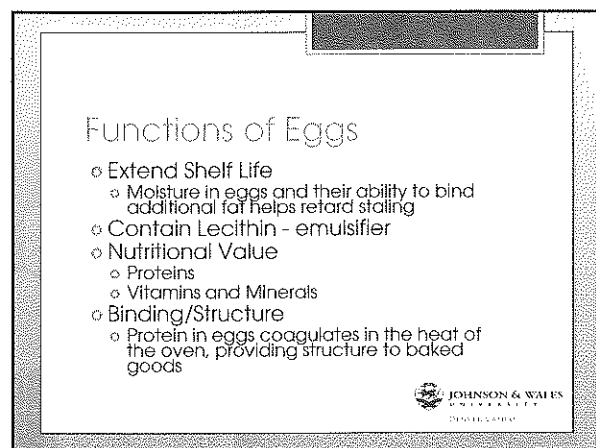 Functions of Eggs
Extend Shelf Life
Moisture in eggs and their ability to bind
additional fat helps retard staling
Contain Lecithin - emulsifier
Nutritional Value
Proteins
Vitamins and Minerals
Binding/Structure
Protein in eggs coagulates in the heat of
the oven, providing structure to baked
goods
JOHNSON & WALES
UNIVERSITY